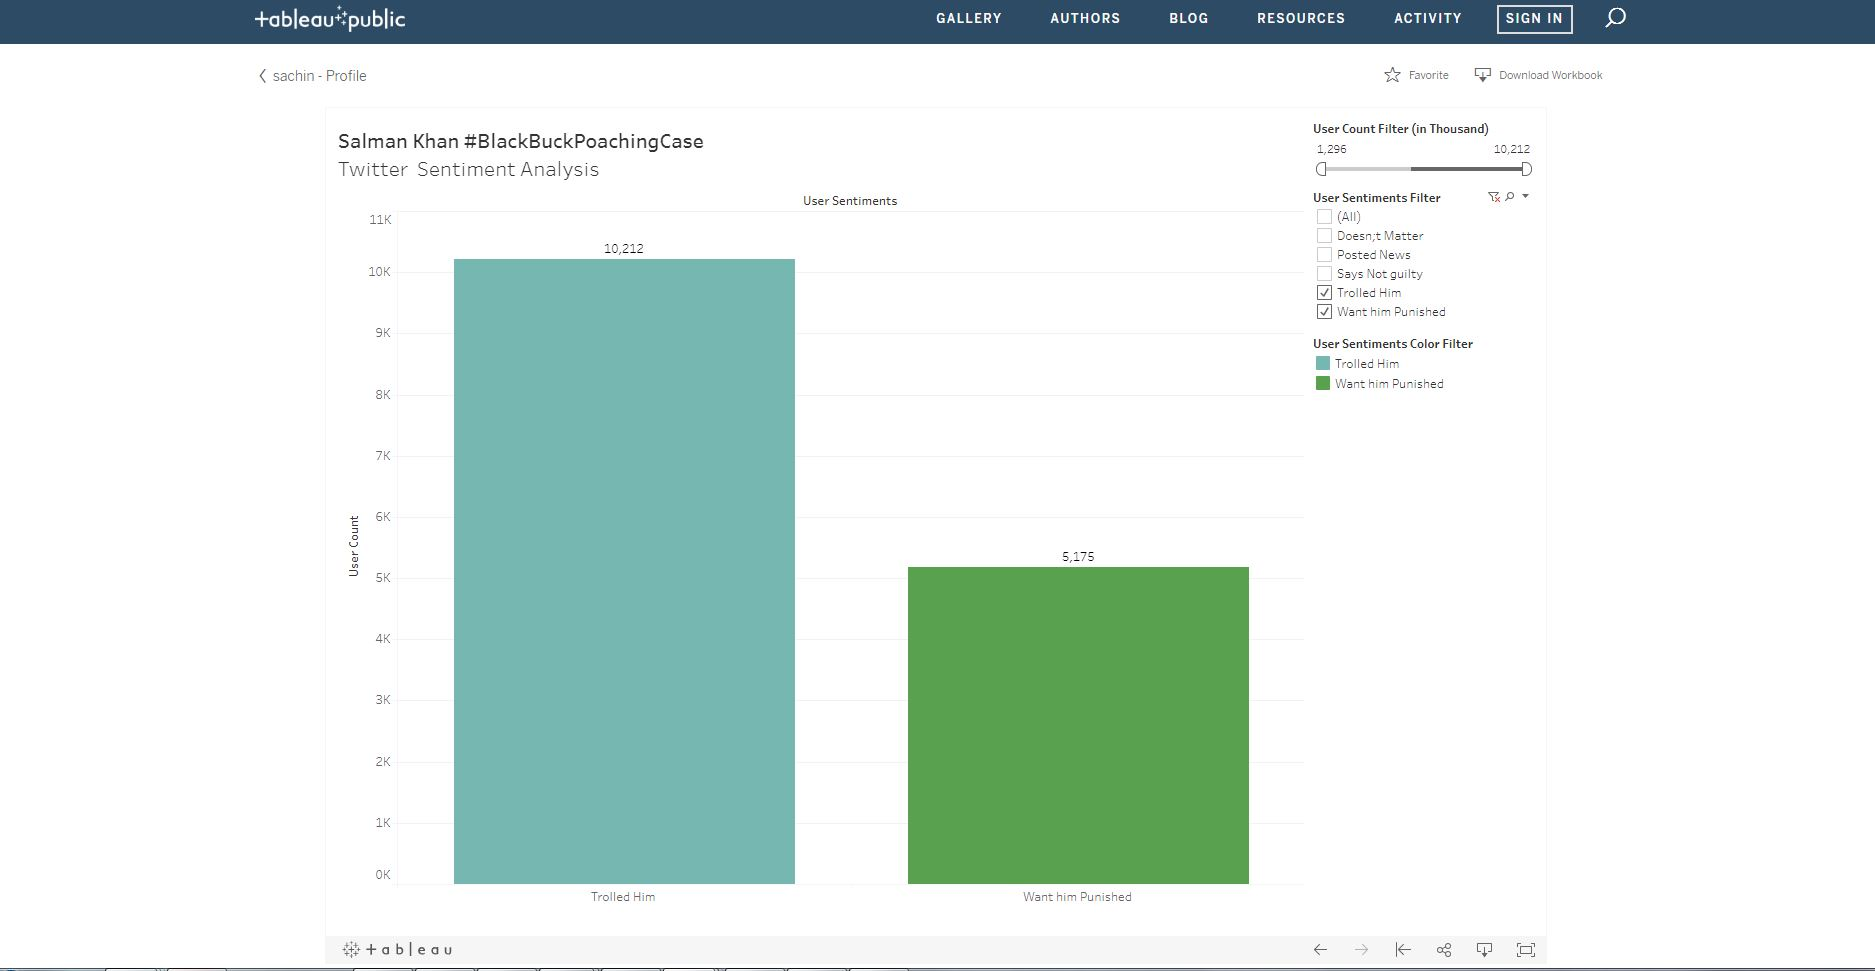 tableau public
GALLERY AUTHORS BLOG RESOURCES ACTIVITY SIGN IN
sachin - Profile
Favorite Download Workbook
Salman Khan #BlackBuckPoachingCase
Twitter Sentiment Analysis
User Sentiments
11K
10K
9K
8K
7K
6K
5K
4K
3K
2K
1K
0K
User Count
10,212
5,175
Trolled Him
Want him Punished
User Count Filter (in Thousand)
1,296 10,212
User Sentiments Filter
(All)
Doesn;t Matter
Posted News
Says Not guilty
Trolled Him
Want him Punished
User Sentiments Color Filter
Trolled Him
Want him Punished
tableau